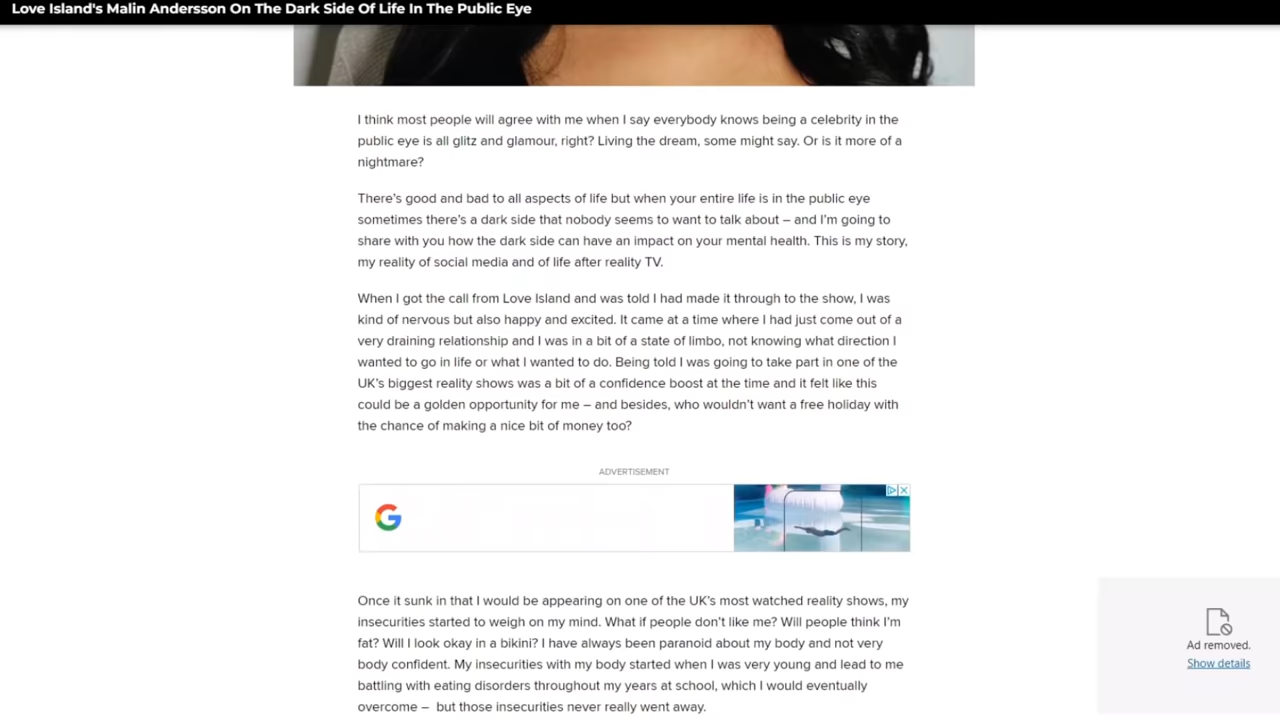 Love Island's Malin Andersson On The Dark Side Of Life In The Public Eye
I think most people will agree with me when I say everybody knows being a celebrity in the
public eye is all glitz and glamour, right? Living the dream, some might say. Or is it more of a
nightmare?
There’s good and bad to all aspects of life but when your entire life is in the public eye
sometimes there’s a dark side that nobody seems to want to talk about – and I’m going to
share with you how the dark side can have an impact on your mental health. This is my story,
my reality of social media and of life after reality TV.
When I got the call from Love Island and was told I had made it through to the show, I was
kind of nervous but also happy and excited. It came at a time where I had just come out of a
very draining relationship and I was in a bit of a state of limbo, not knowing what direction I
wanted to go in life or what I wanted to do. Being told I was going to take part in one of the
UK’s biggest reality shows was a bit of a confidence boost at the time and it felt like this
could be a golden opportunity for me – and besides, who wouldn’t want a free holiday with
the chance of making a nice bit of money too?
ADVERTISEMENT
G
Once it sunk in that I would be appearing on one of the UK’s most watched reality shows, my
insecurities started to weigh on my mind. What if people don’t like me? Will people think I’m
fat? Will I look okay in a bikini? I have always been paranoid about my body and not very
body confident. My insecurities with my body started when I was very young and lead to me
battling with eating disorders throughout my years at school, which I would eventually
overcome – but those insecurities never really went away.
Ad removed.
Show details